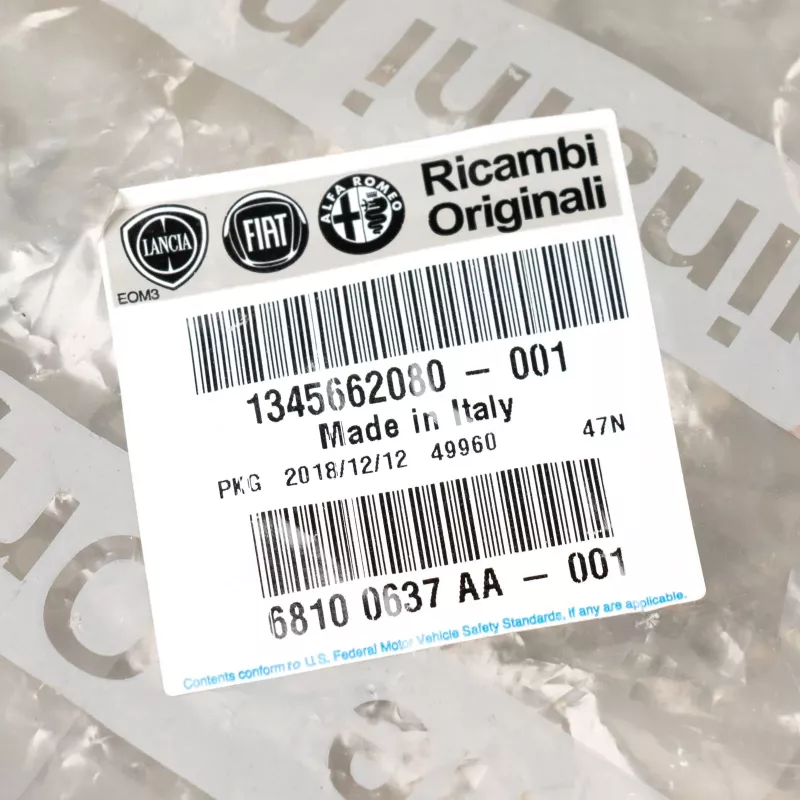 LANCIA
FIAT
ALFA ROMEO
Ricambi
Originali
EOM3
1345662080 - 001
Made in Italy
PKG 2018/12/12 49960 47N
6810 0637 AA - 001
Contents conform to U.S. Federal Motor Vehicle Safety Standards, if any are applicable.